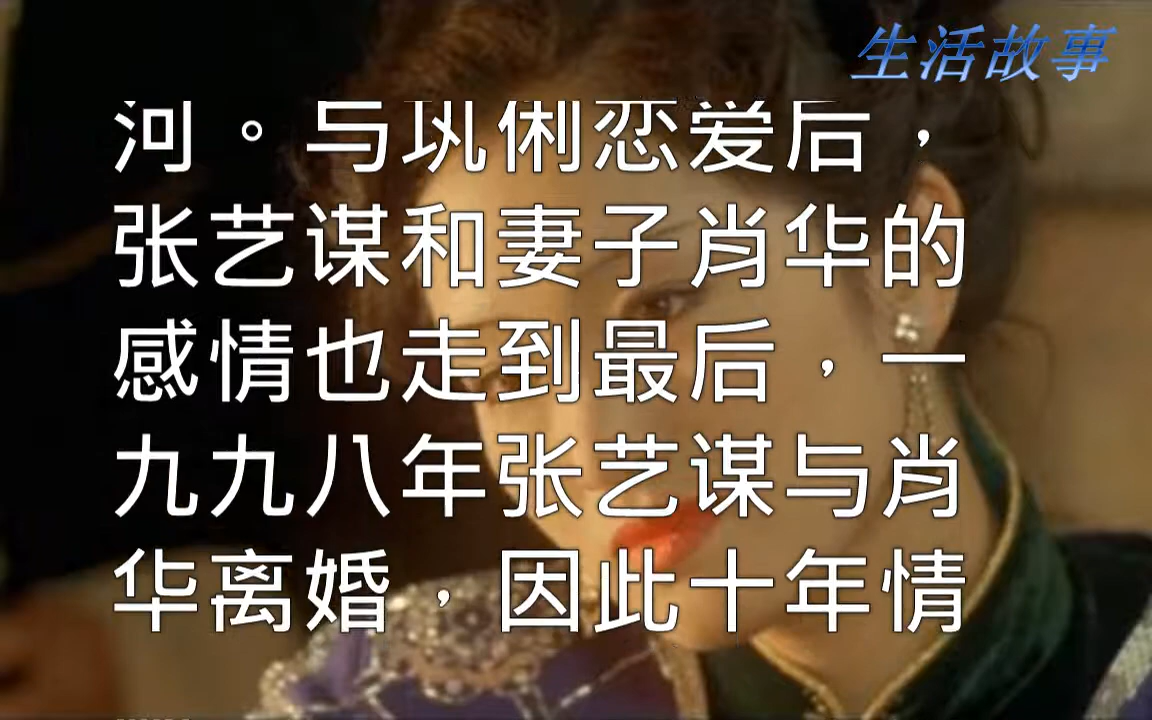 生活故事
河。与巩俐恋爱后，
张艺谋和妻子肖华的
感情也走到最后，一
九九八年张艺谋与肖
华离婚，因此十年情